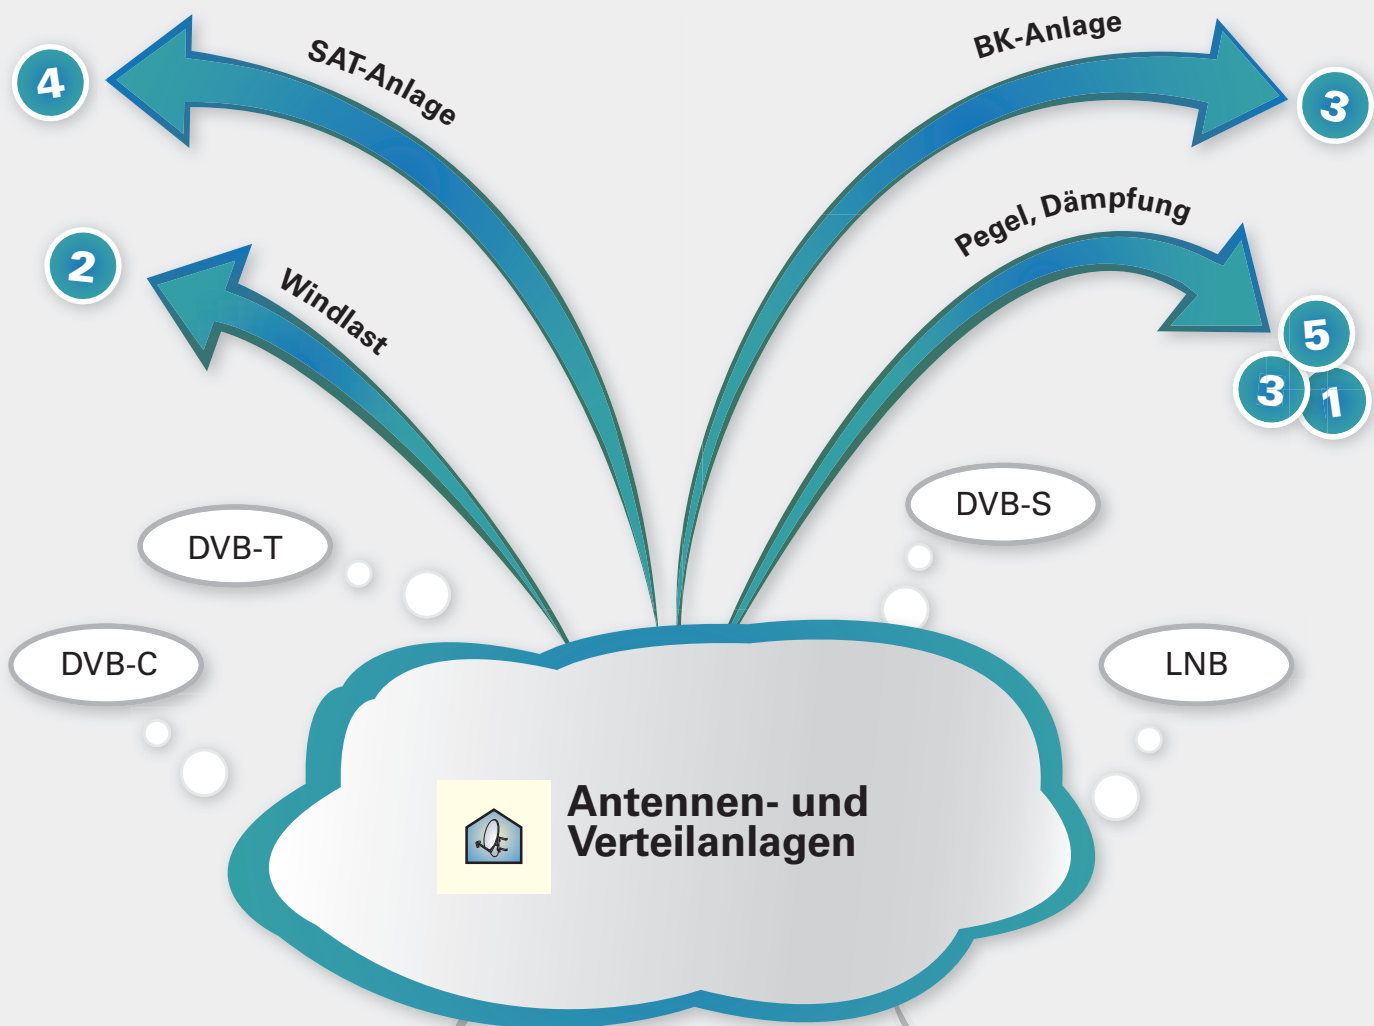 SAT-Anlage
BK-Anlage
4
3
Pegel, Dämpfung
2
Windlast
5
3
1
DVB-S
DVB-T
DVB-C
LNB
Antennen- und
Verteilanlagen